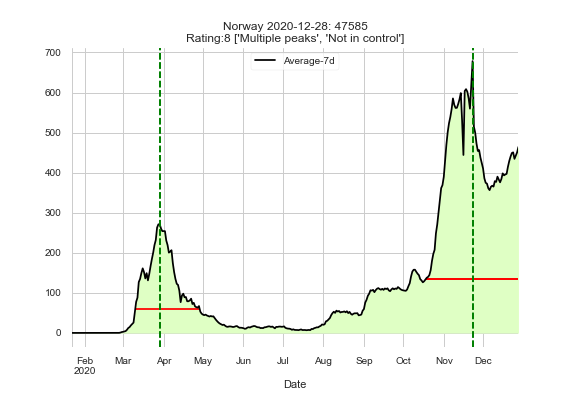 Norway 2020-12-28: 47585
Rating:8 ['Multiple peaks', 'Not in control']
Average-7d
700
600
500
400
300
200
100
0
Feb Mar Apr May Jun Jul Aug Sep Oct Nov Dec
2020
Date